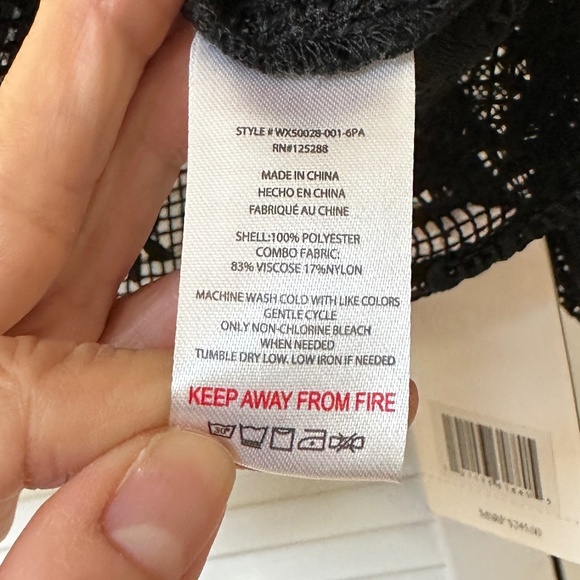 STYLE # WX50028-001-6PA
RN#125288
MADE IN CHINA
HECHO EN CHINA
FABRIQUÉ AU CHINE
SHELL:100% POLYESTER
COMBO FABRIC:
83% VISCOSE 17%NYLON
MACHINE WASH COLD WITH LIKE COLORS
GENTLE CYCLE
ONLY NON-CHLORINE BLEACH
WHEN NEEDED
TUMBLE DRY LOW. LOW IRON IF NEEDED
KEEP AWAY FROM FIRE
30°